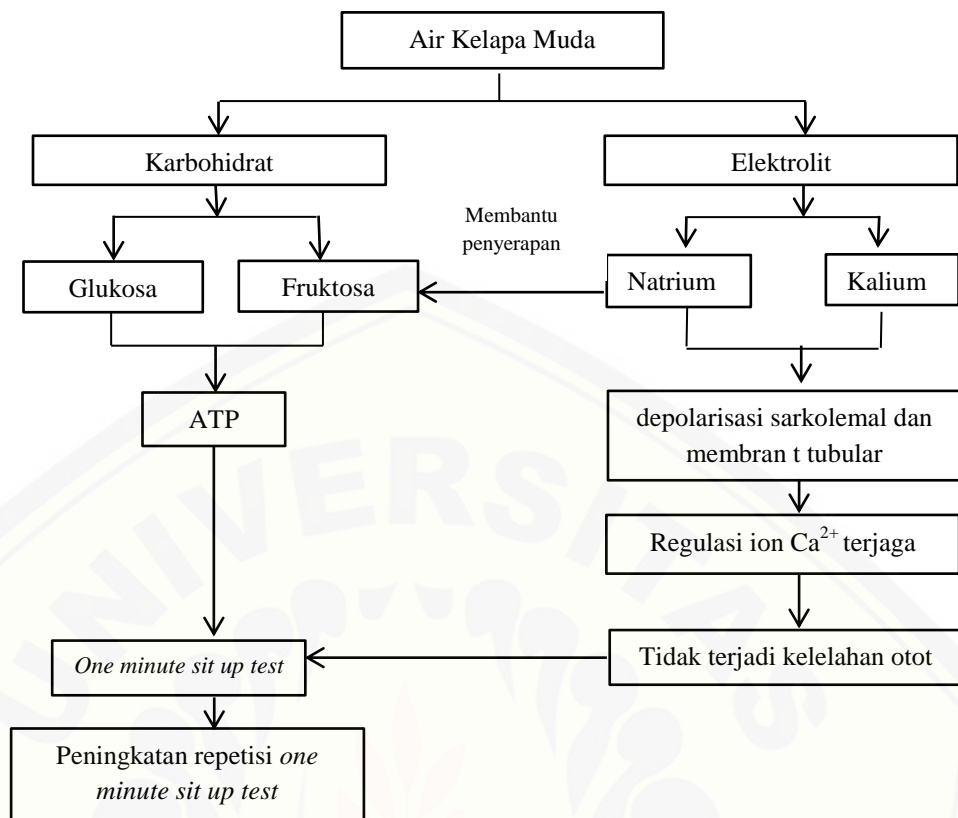 Air Kelapa Muda
Karbohidrat
Elektrolit
Membantu
penyerapan
Glukosa
Fruktosa
Natrium
Kalium
ATP
depolarisasi sarkolemal dan
membran t tubular
Regulasi ion Ca²⁺ terjaga
One minute sit up test
Tidak terjadi kelelahan otot
Peningkatan repetisi one
minute sit up test
UNIVERSITAS